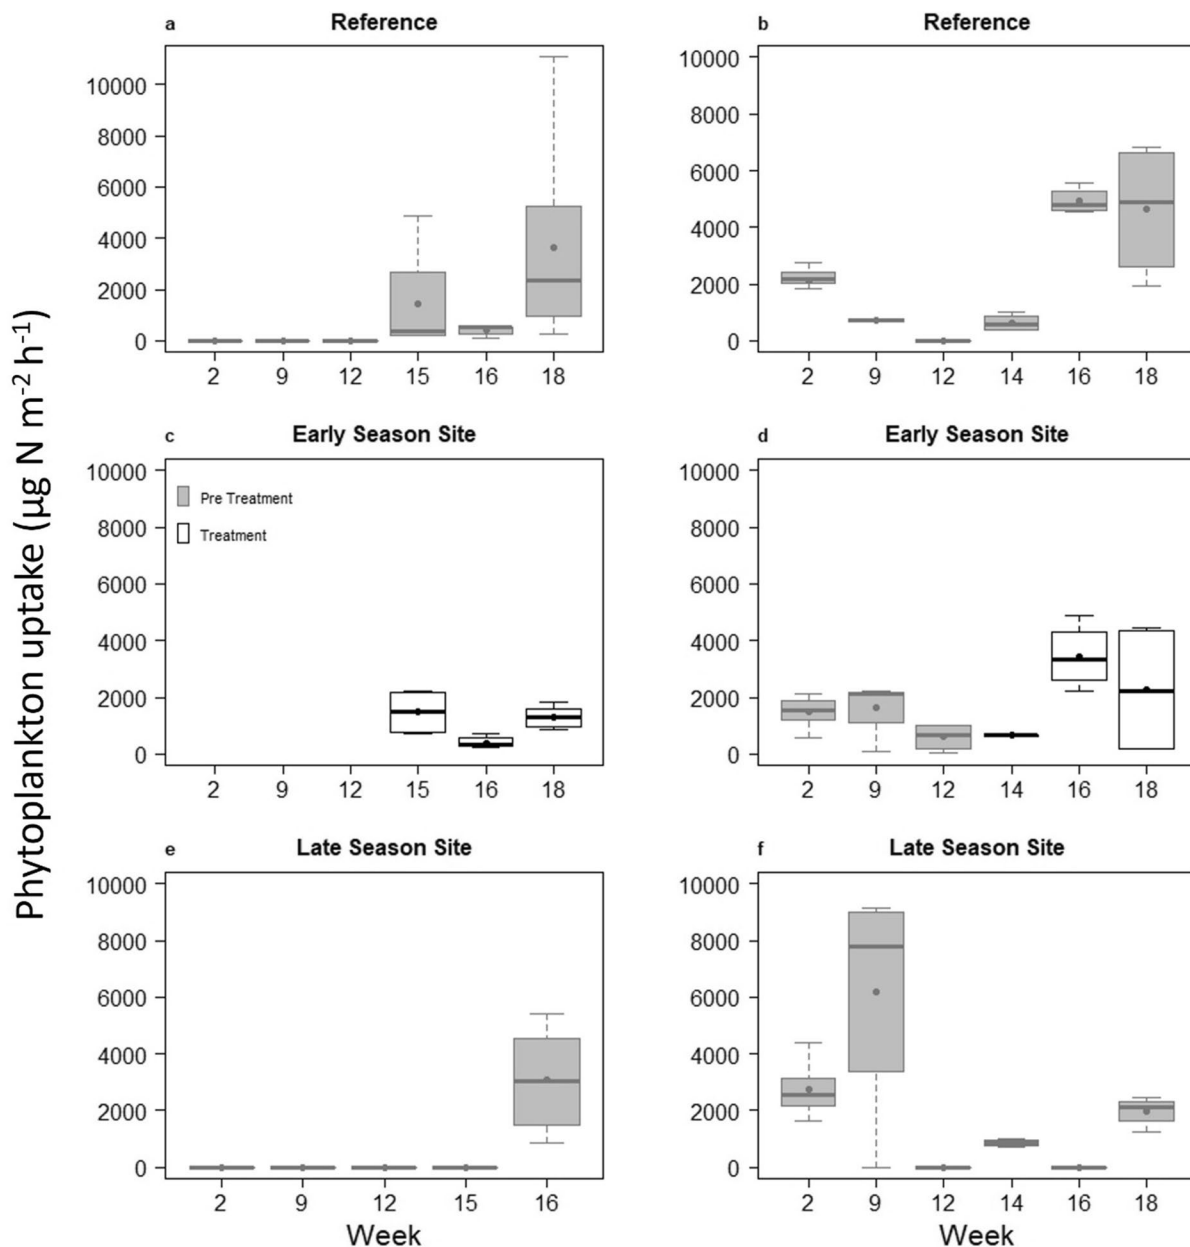 Phytoplankton uptake (µg N m⁻² h⁻¹)
a Reference
10000
8000
6000
4000
2000
0
2 9 12 15 16 18
b Reference
10000
8000
6000
4000
2000
0
2 9 12 14 16 18
c Early Season Site
10000
8000
6000
4000
2000
0
Pre Treatment
Treatment
2 9 12 15 16 18
d Early Season Site
10000
8000
6000
4000
2000
0
2 9 12 14 16 18
e Late Season Site
10000
8000
6000
4000
2000
0
2 9 12 15 16
Week
f Late Season Site
10000
8000
6000
4000
2000
0
2 9 12 14 16 18
Week